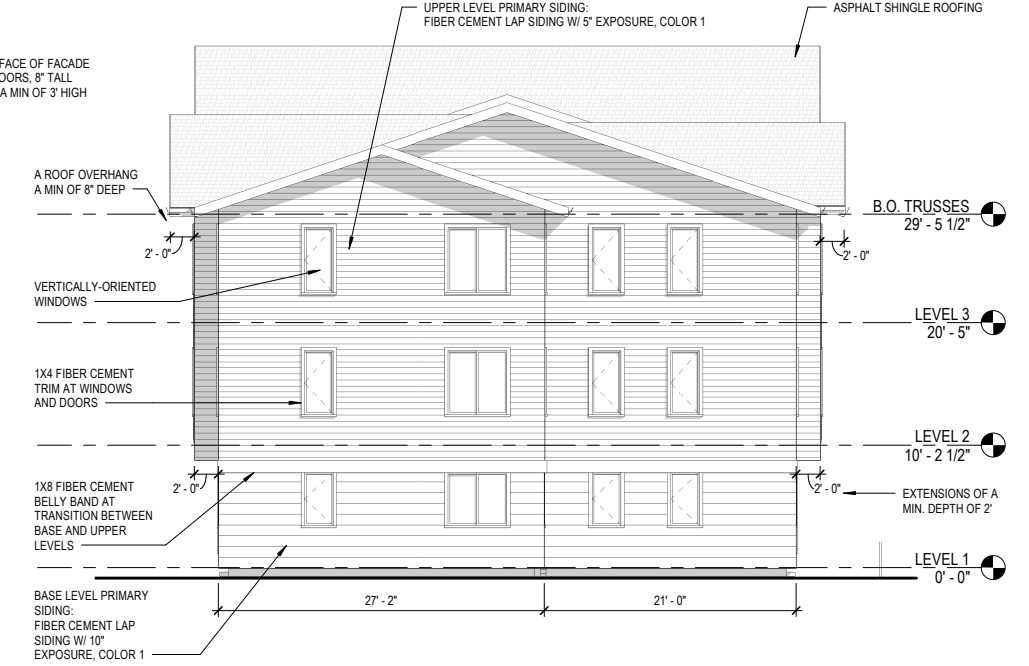 UPPER LEVEL PRIMARY SIDING:
FIBER CEMENT LAP SIDING W/ 5" EXPOSURE, COLOR 1
ASPHALT SHINGLE ROOFING
FACE OF FACADE
8" TALL
A MIN OF 3' HIGH
A ROOF OVERHANG
A MIN OF 8" DEEP
B.O. TRUSSES
29' - 5 1/2"
2' - 0"
2' - 0"
VERTICALLY-ORIENTED
WINDOWS
LEVEL 3
20' - 5"
1X4 FIBER CEMENT
TRIM AT WINDOWS
AND DOORS
LEVEL 2
10' - 2 1/2"
2' - 0"
2' - 0"
1X8 FIBER CEMENT
BELLY BAND AT
TRANSITION BETWEEN
BASE AND UPPER
LEVELS
EXTENSIONS OF A
MIN. DEPTH OF 2'
LEVEL 1
0' - 0"
27' - 2"
21' - 0"
BASE LEVEL PRIMARY
SIDING:
FIBER CEMENT LAP
SIDING W/ 10"
EXPOSURE, COLOR 1